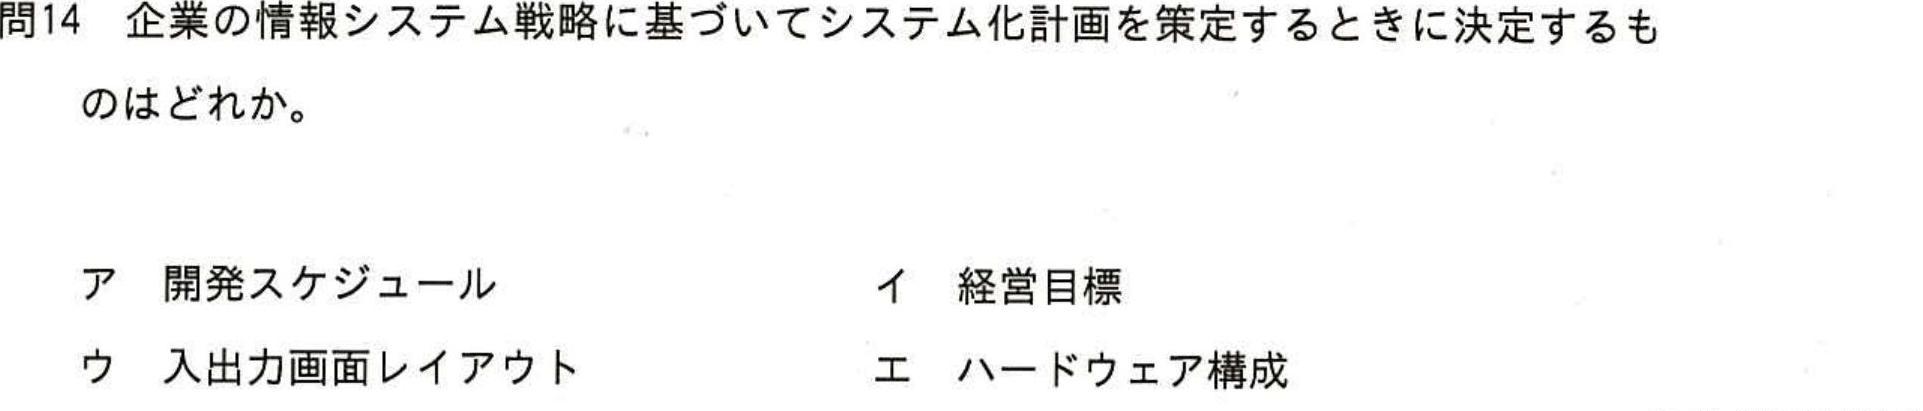 問14　企業の情報システム戦略に基づいてシステム化計画を策定するときに決定するも
のはどれか。
ア　開発スケジュール　イ　経営目標
ウ　入出力画面レイアウト　エ　ハードウェア構成